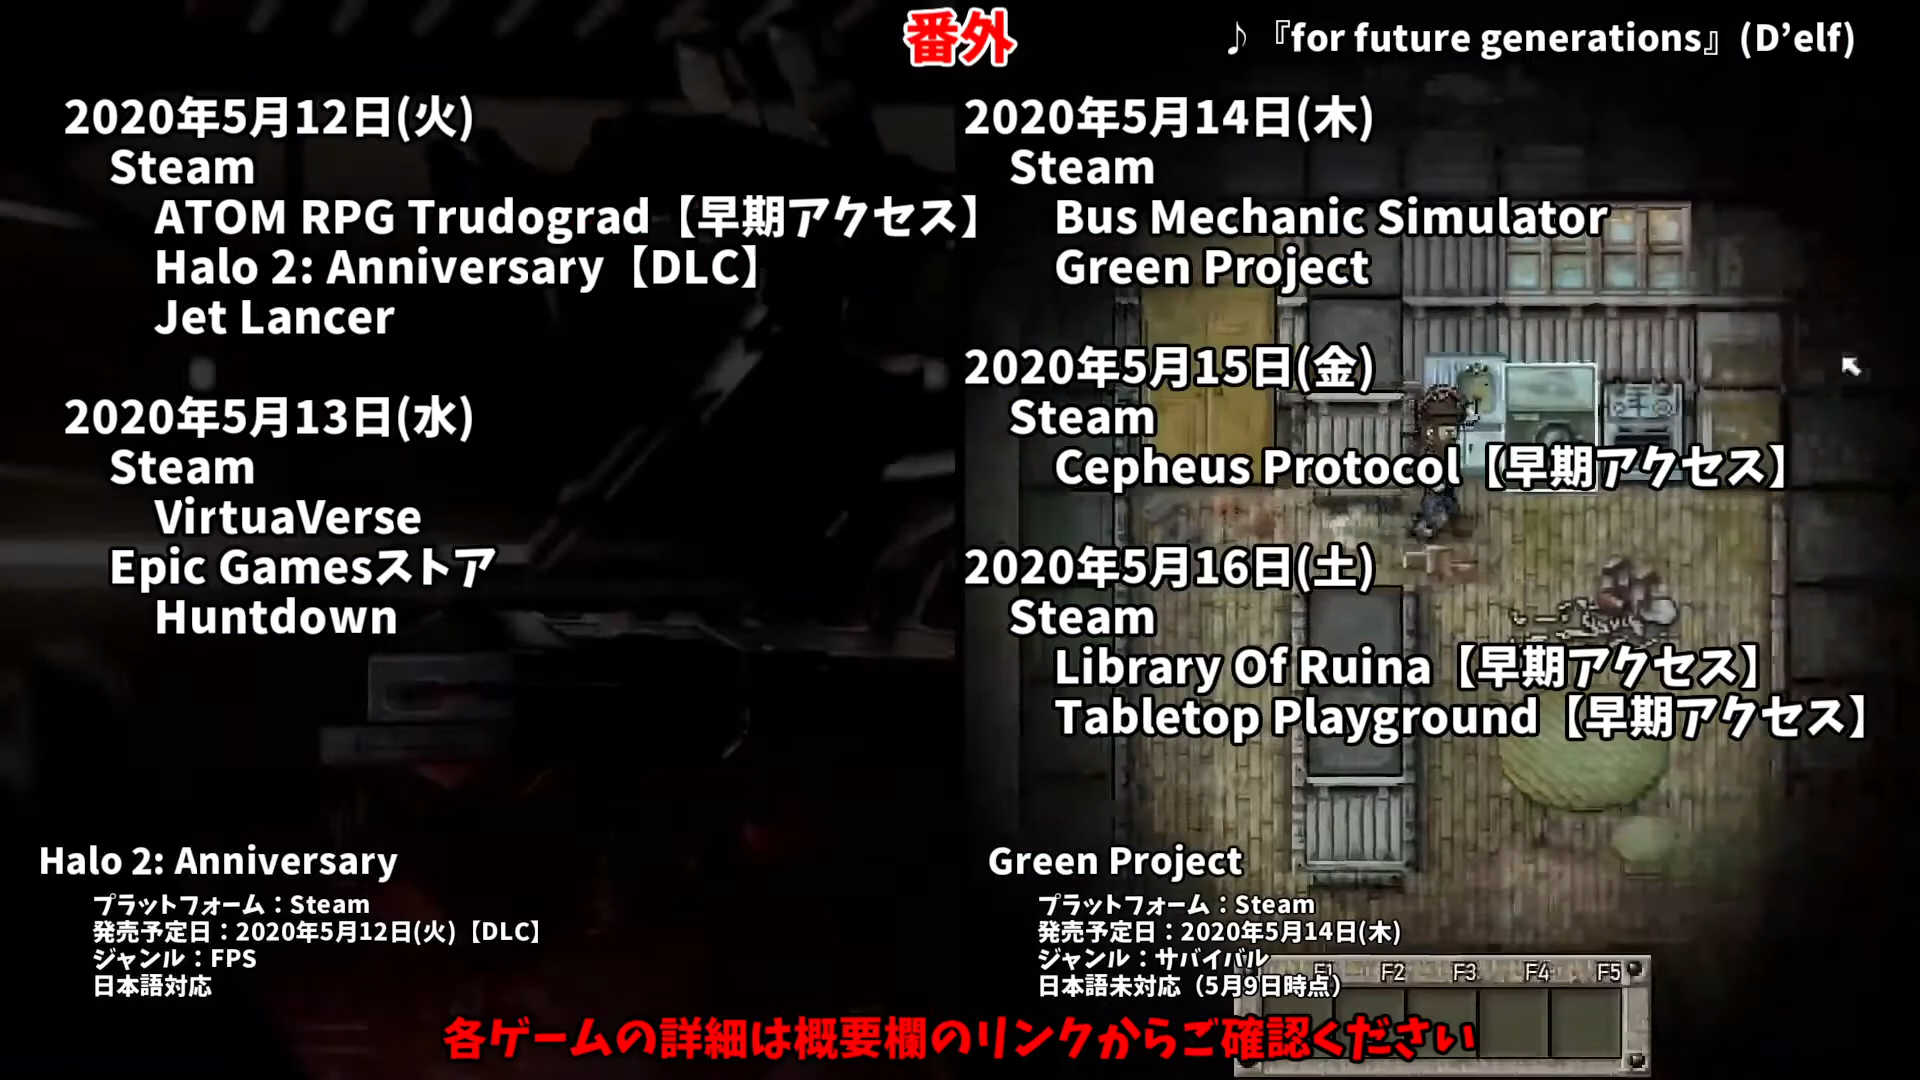 番外
♪『for future generations』(D’elf)
2020年5月12日(火)
Steam
ATOM RPG Trudograd【早期アクセス】
Halo 2: Anniversary【DLC】
Jet Lancer
2020年5月13日(水)
Steam
VirtuaVerse
Epic Gamesストア
Huntdown
2020年5月14日(木)
Steam
Bus Mechanic Simulator
Green Project
2020年5月15日(金)
Steam
Cepheus Protocol【早期アクセス】
2020年5月16日(土)
Steam
Library Of Ruina【早期アクセス】
Tabletop Playground【早期アクセス】
Halo 2: Anniversary
プラットフォーム：Steam
発売予定日：2020年5月12日(火)【DLC】
ジャンル：FPS
日本語対応
Green Project
プラットフォーム：Steam
発売予定日：2020年5月14日(木)
ジャンル：サバイバル
日本語未対応（5月9日時点）
F1 F2 F3 F4 F5
各ゲームの詳細は概要欄のリンクからご確認ください